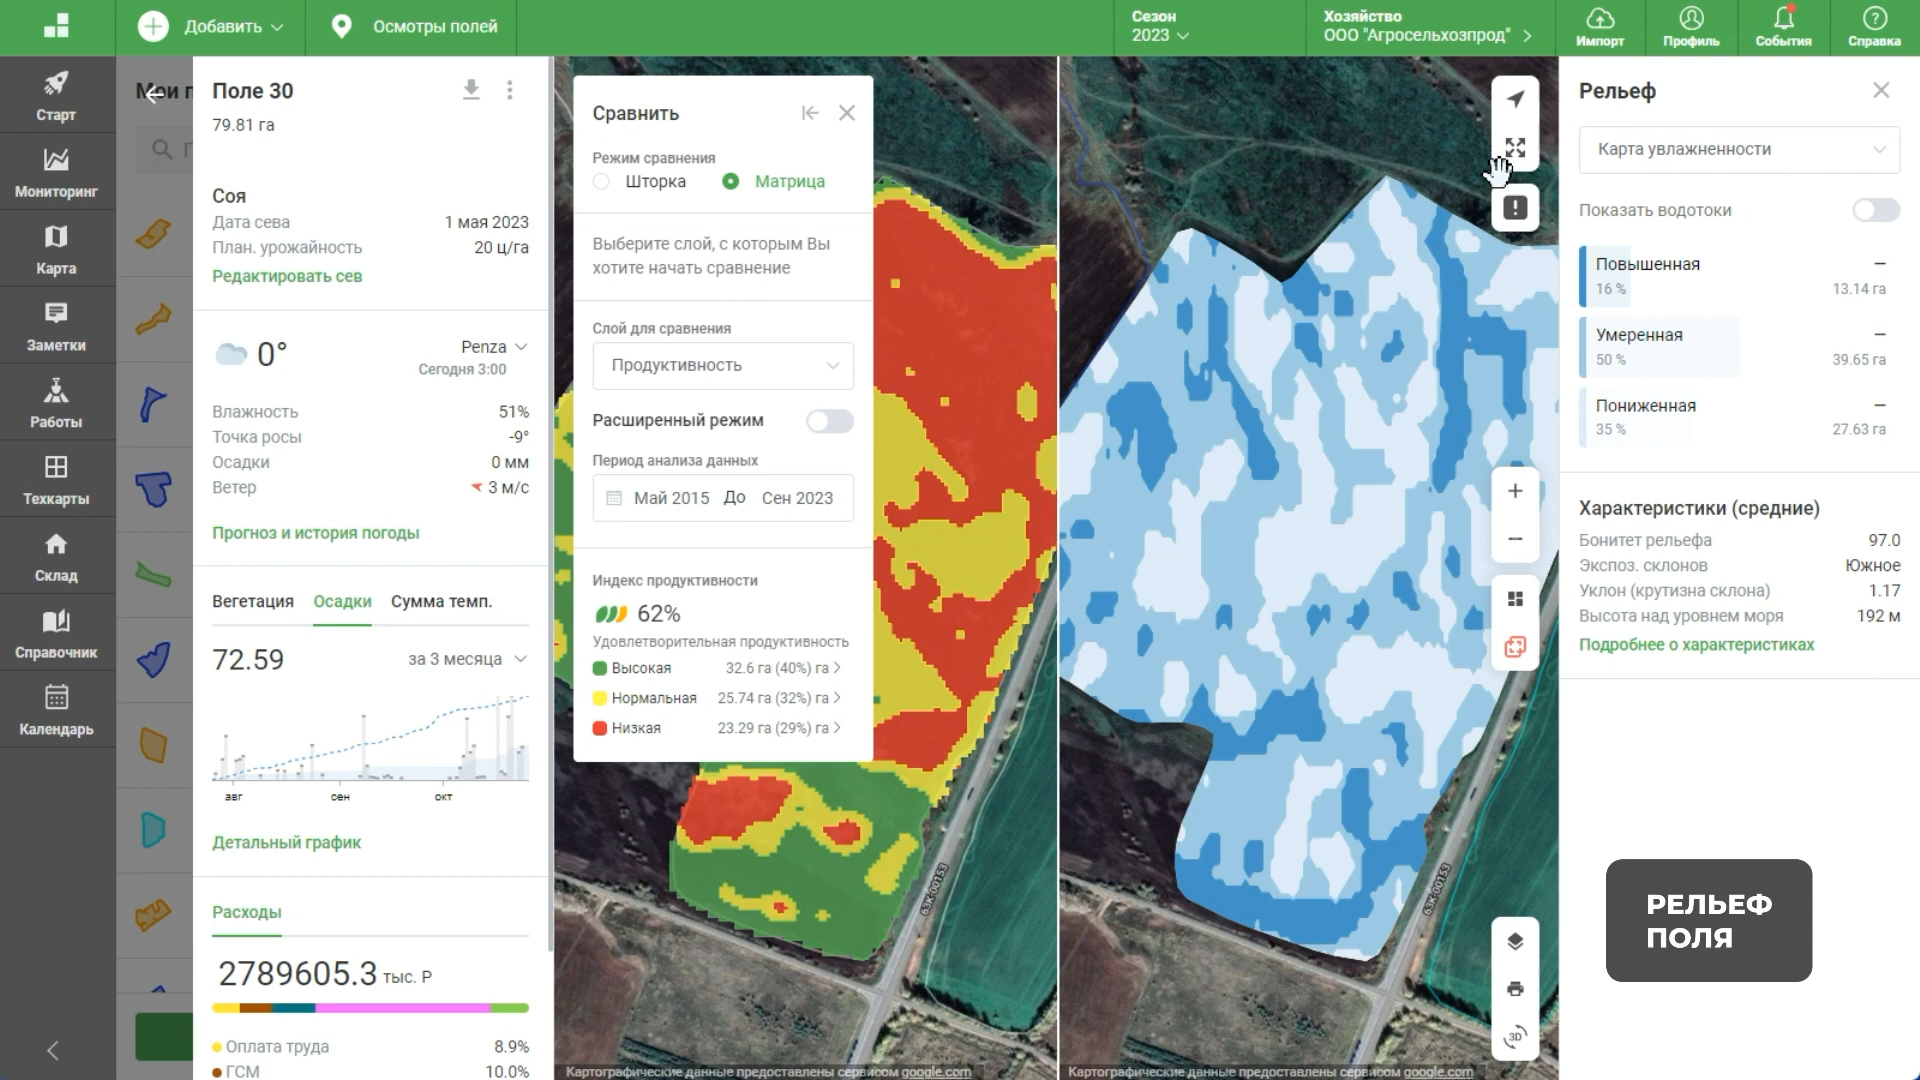 Добавить
Осмотры полей
Сезон
2023
Хозяйство
ООО "Агросельхозпрод"
Импорт
Профиль
События
Справка
Старт
Мониторинг
Карта
Заметки
Работы
Техкарты
Склад
Справочник
Календарь
Мои п
П
Поле 30
79.81 га
Соя
Дата сева 1 мая 2023
План. урожайность 20 ц/га
Редактировать сев
0°
Penza
Сегодня 3:00
Влажность 51%
Точка росы -9°
Осадки 0 мм
Ветер 3 м/с
Прогноз и история погоды
Вегетация Осадки Сумма темп.
72.59 за 3 месяца
авг сен окт
Детальный график
Расходы
2789605.3 тыс. Р
Оплата труда 8.9%
ГСМ 10.0%
Сравнить
Режим сравнения
Шторка Матрица
Выберите слой, с которым Вы
хотите начать сравнение
Слой для сравнения
Продуктивность
Расширенный режим
Период анализа данных
Май 2015 До Сен 2023
Индекс продуктивности
62%
Удовлетворительная продуктивность
Высокая 32.6 га (40%) га
Нормальная 25.74 га (32%) га
Низкая 23.29 га (29%) га
63К-00153
63К-00153
3D
Картографические данные предоставлены сервисом google.com
Картографические данные предоставлены сервисом google.com
Рельеф
Карта увлажненности
Показать водотоки
Повышенная –
16 % 13.14 га
Умеренная –
50 % 39.65 га
Пониженная –
35 % 27.63 га
Характеристики (средние)
Бонитет рельефа 97.0
Экспоз. склонов Южное
Уклон (крутизна склона) 1.17
Высота над уровнем моря 192 м
Подробнее о характеристиках
РЕЛЬЕФ
ПОЛЯ